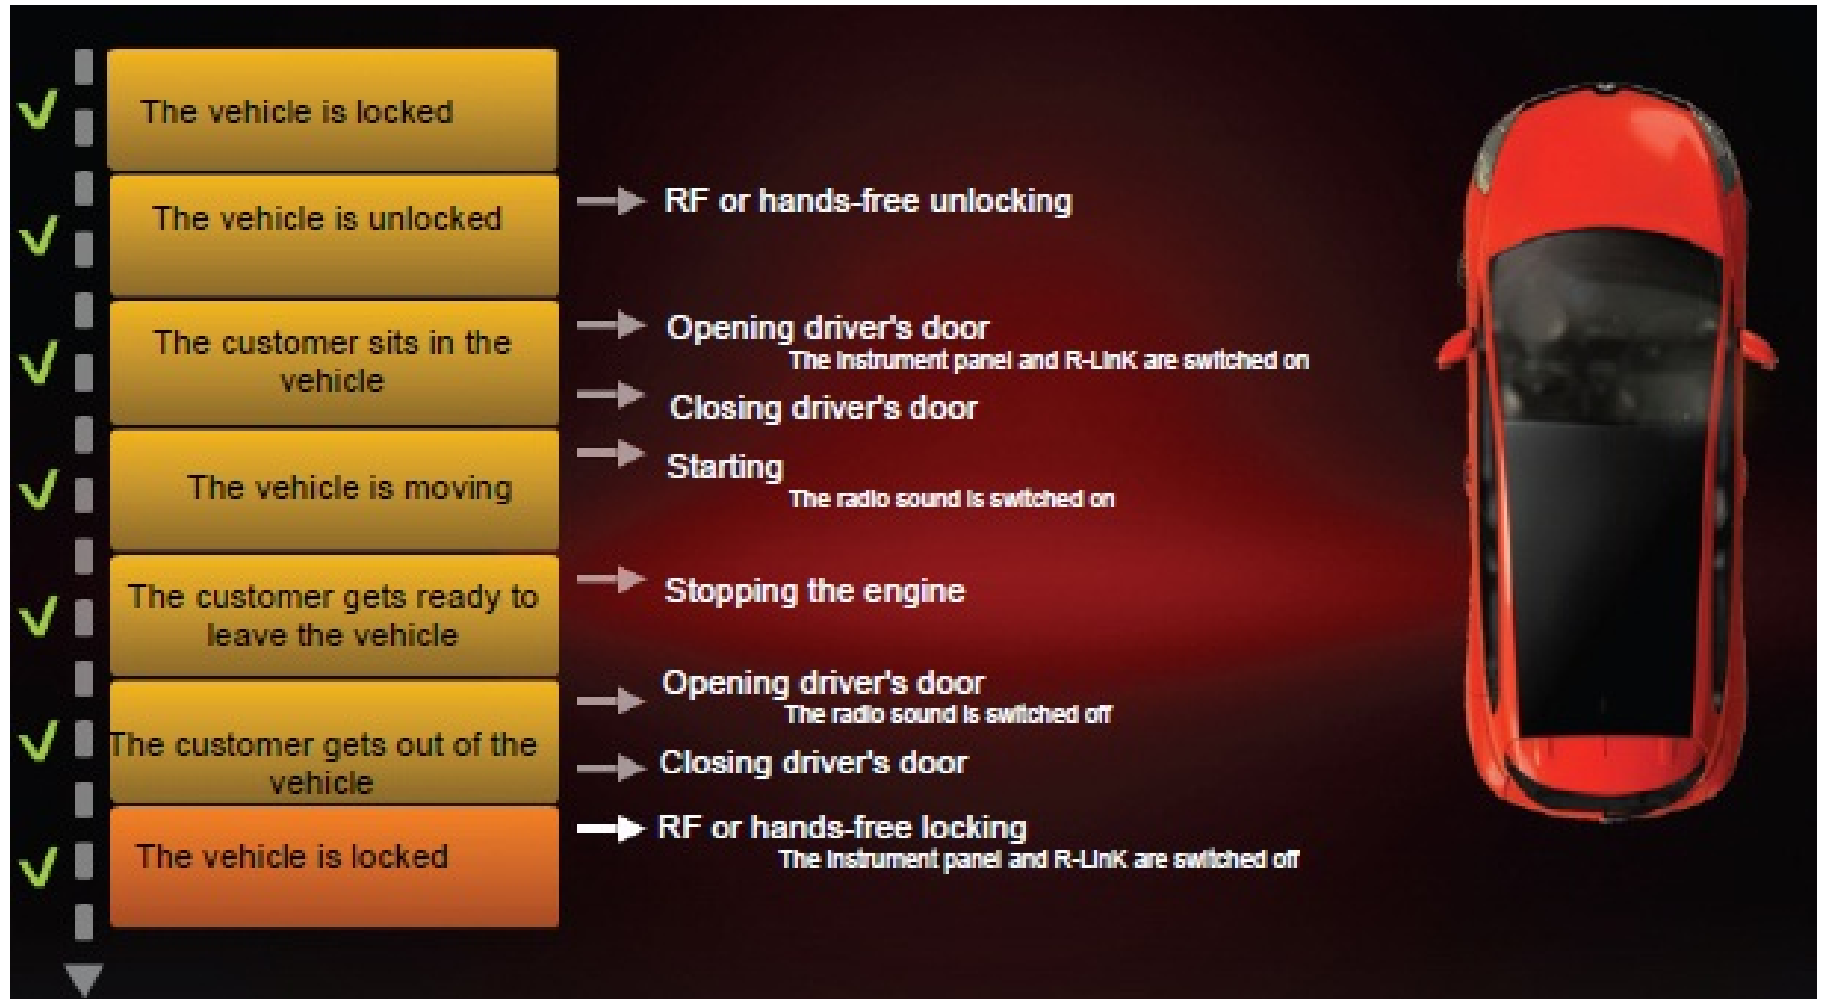 The vehicle is locked
The vehicle is unlocked
RF or hands-free unlocking
The customer sits in the
vehicle
Opening driver's door
The instrument panel and R-LinK are switched on
Closing driver's door
The vehicle is moving
Starting
The radio sound is switched on
The customer gets ready to
leave the vehicle
Stopping the engine
The customer gets out of the
vehicle
Opening driver's door
The radio sound is switched off
Closing driver's door
The vehicle is locked
RF or hands-free locking
The instrument panel and R-LinK are switched off